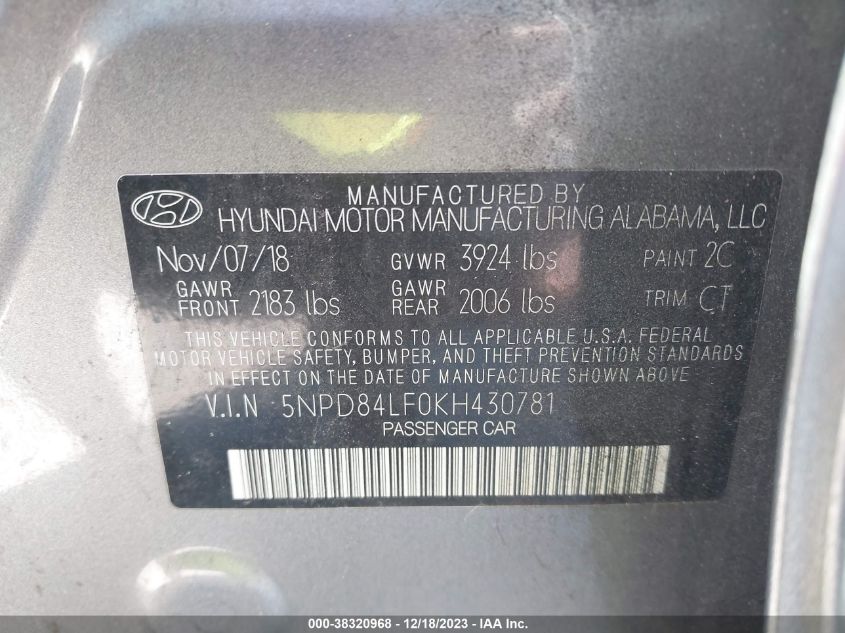 MANUFACTURED BY
HYUNDAI MOTOR MANUFACTURING ALABAMA, LLC
Nov/07/18 GVWR 3924 lbs PAINT 2C
GAWR FRONT 2183 lbs GAWR REAR 2006 lbs TRIM CT
THIS VEHICLE CONFORMS TO ALL APPLICABLE U.S.A. FEDERAL
MOTOR VEHICLE SAFETY, BUMPER, AND THEFT PREVENTION STANDARDS
IN EFFECT ON THE DATE OF MANUFACTURE SHOWN ABOVE
V.I.N 5NPD84LF0KH430781
PASSENGER CAR
000-38320968 - 12/18/2023 - IAA Inc.